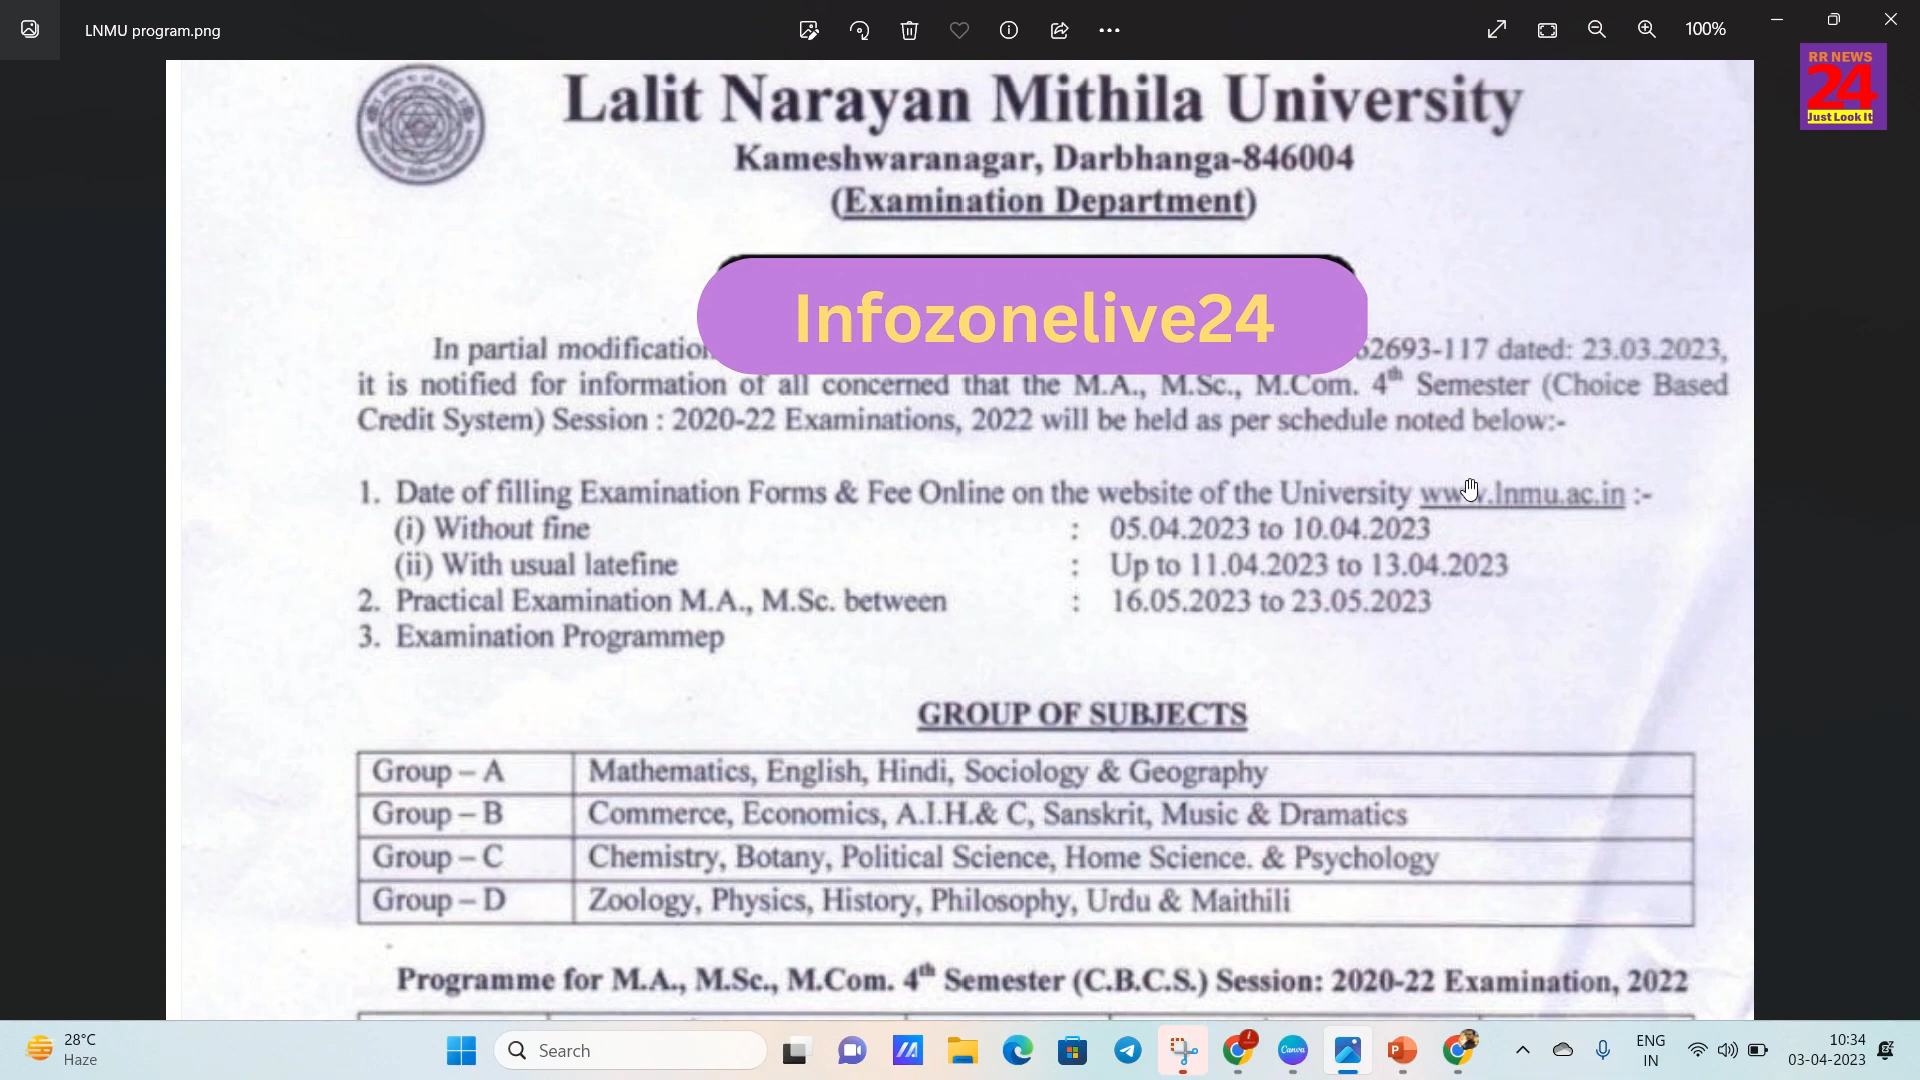 LNMU program.png
100%
RR NEWS
24
Just Look It
Lalit Narayan Mithila University
Kameshwaranagar, Darbhanga-846004
(Examination Department)
Infozonelive24
In partial modification 62693-117 dated: 23.03.2023,
it is notified for information of all concerned that the M.A., M.Sc., M.Com. 4th Semester (Choice Based
Credit System) Session : 2020-22 Examinations, 2022 will be held as per schedule noted below:-
1. Date of filling Examination Forms & Fee Online on the website of the University www.lnmu.ac.in :-
(i) Without fine : 05.04.2023 to 10.04.2023
(ii) With usual latefine : Up to 11.04.2023 to 13.04.2023
2. Practical Examination M.A., M.Sc. between : 16.05.2023 to 23.05.2023
3. Examination Programmep
GROUP OF SUBJECTS
Group – A Mathematics, English, Hindi, Sociology & Geography
Group – B Commerce, Economics, A.I.H.& C, Sanskrit, Music & Dramatics
Group – C Chemistry, Botany, Political Science, Home Science. & Psychology
Group – D Zoology, Physics, History, Philosophy, Urdu & Maithili
Programme for M.A., M.Sc., M.Com. 4th Semester (C.B.C.S.) Session: 2020-22 Examination, 2022
28°C
Haze
Search
Canva
ENG
IN
10:34
03-04-2023